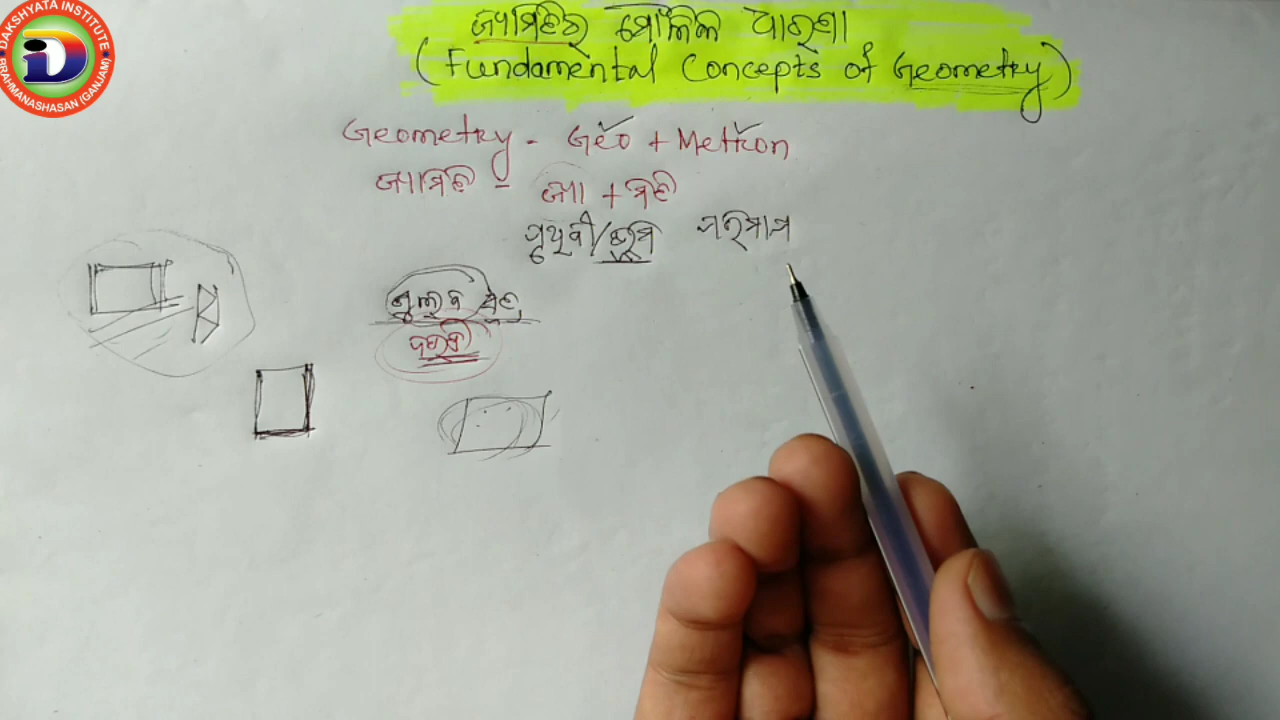 DAKSHYATA INSTITUTE
BRAHMANASHASAN (GANJAM)
ଜ୍ୟାମିତିର ମୌଳିକ ଧାରଣା
(Fundamental Concepts of Geometry)
Geometry - Geo + Metron
ଜ୍ୟାମିତି - ଜ୍ୟା + ମିତି
ପୃଥିବୀ/ଭୂମି ପରିମାପ
ଶୁଲ୍‌ବ ସୂତ୍ର